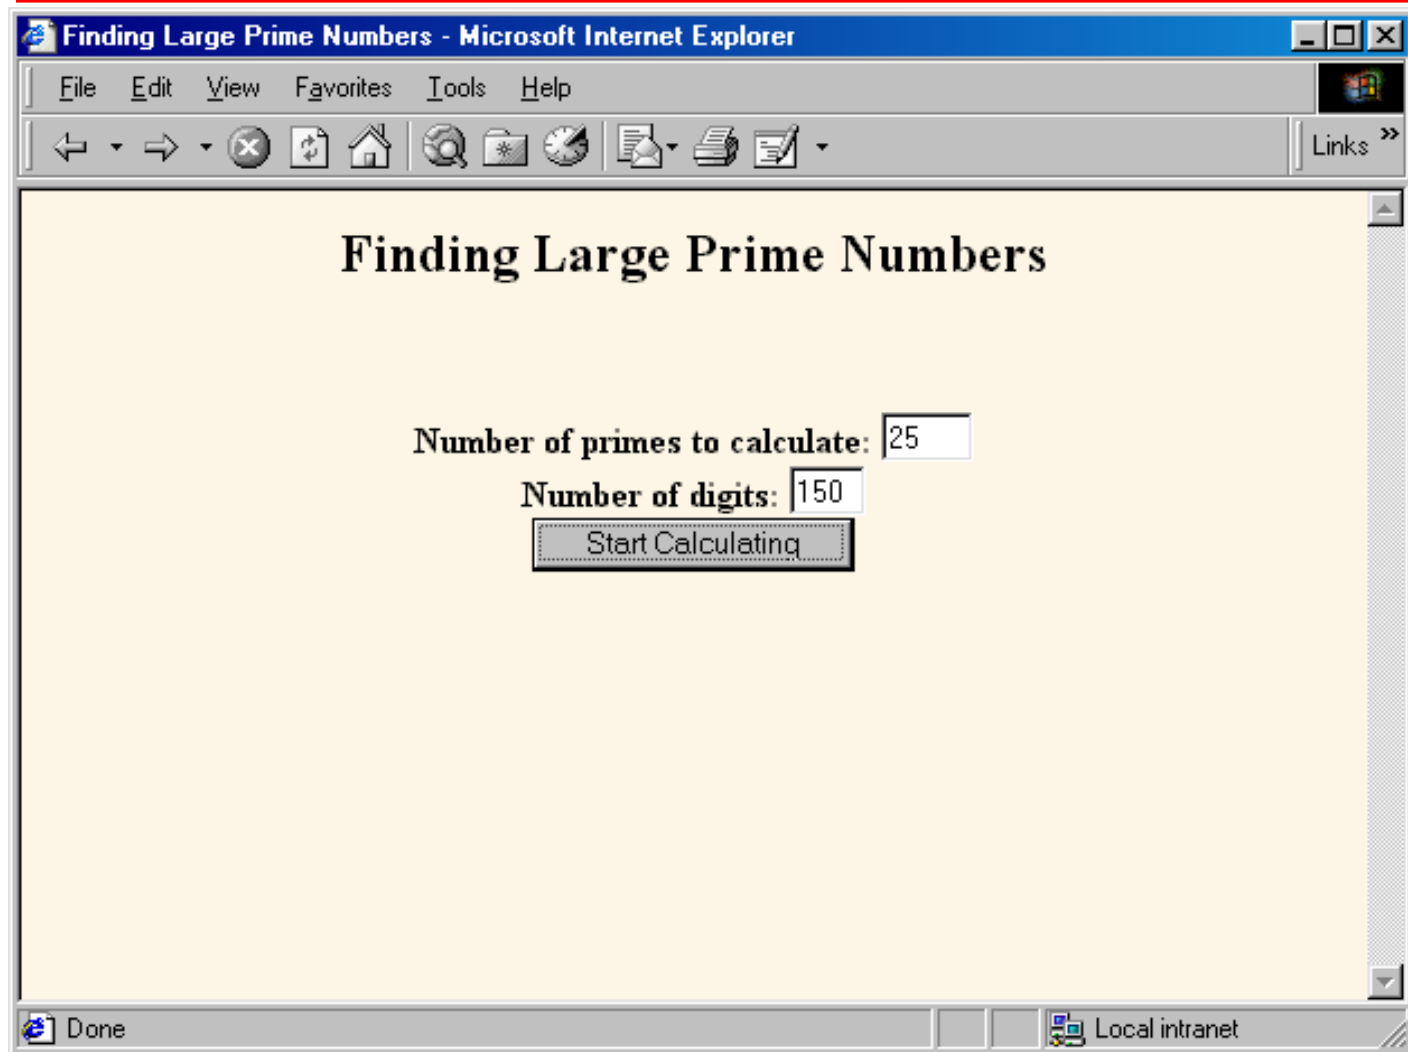 Finding Large Prime Numbers - Microsoft Internet Explorer
File Edit View Favorites Tools Help
Links »
Finding Large Prime Numbers
Number of primes to calculate: 25
Number of digits: 150
Start Calculating
Done Local intranet